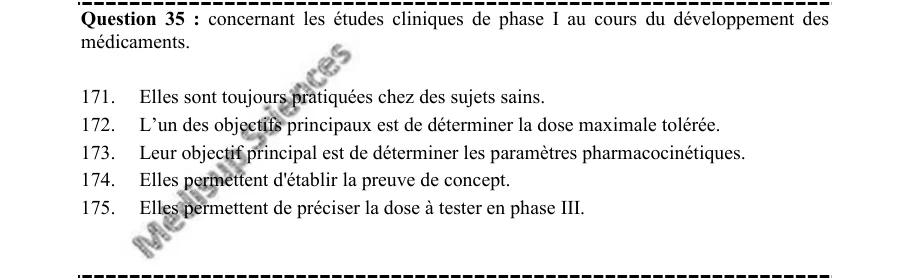 Question 35 : concernant les études cliniques de phase I au cours du développement des
médicaments.
171. Elles sont toujours pratiquées chez des sujets sains.
172. L’un des objectifs principaux est de déterminer la dose maximale tolérée.
173. Leur objectif principal est de déterminer les paramètres pharmacocinétiques.
174. Elles permettent d'établir la preuve de concept.
175. Elles permettent de préciser la dose à tester en phase III.
Medisup Sciences